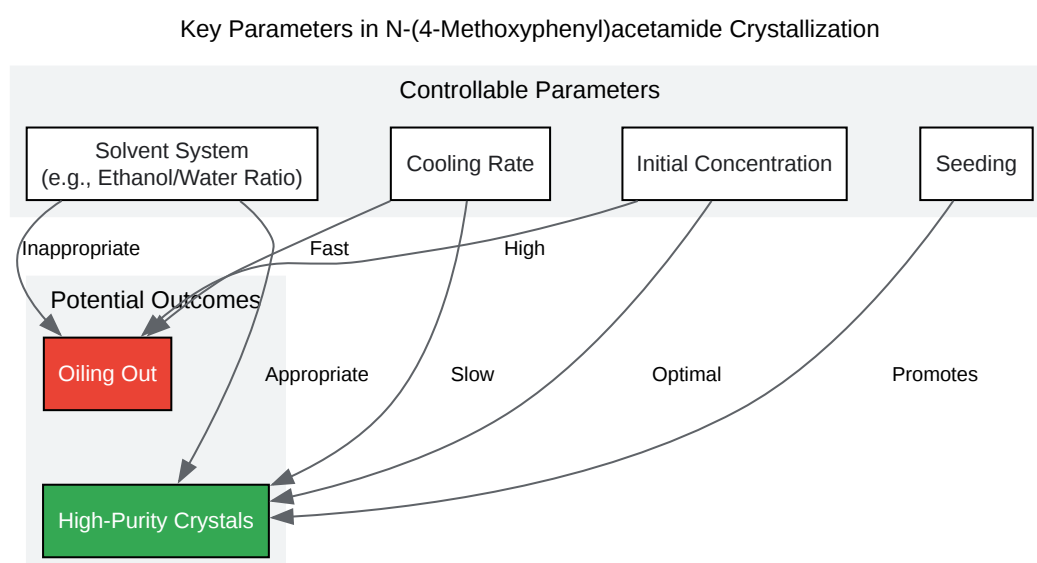 Key Parameters in N-(4-Methoxyphenyl)acetamide Crystallization
Controllable Parameters
Solvent System
(e.g., Ethanol/Water Ratio)
Cooling Rate
Initial Concentration
Seeding
Inappropriate
Fast
High
Potential Outcomes
Oiling Out
Appropriate
Slow
Optimal
Promotes
High-Purity Crystals